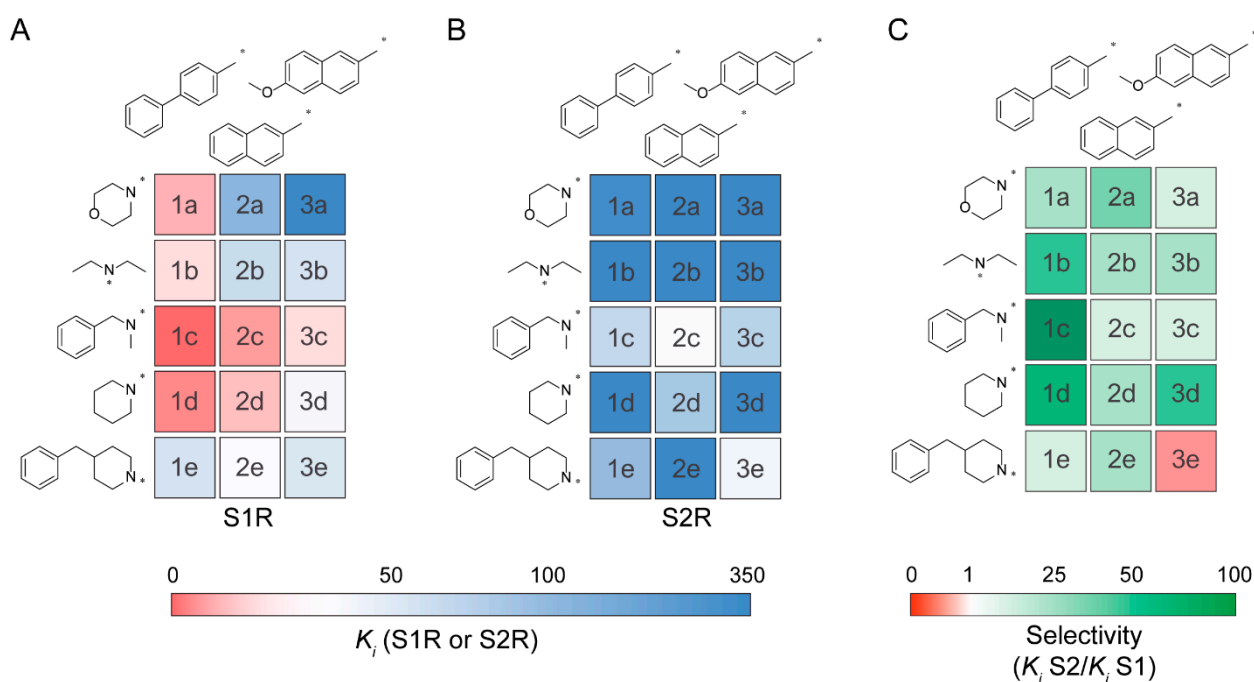 A
B
C
*
*
*
O
*
*
*
O
*
*
*
O
N
*
O
1a 2a 3a
N
*
O
1a 2a 3a
N
*
O
1a 2a 3a
N
*
1b 2b 3b
N
*
1b 2b 3b
N
*
1b 2b 3b
N
*
1c 2c 3c
N
*
1c 2c 3c
N
*
1c 2c 3c
N
*
1d 2d 3d
N
*
1d 2d 3d
N
*
1d 2d 3d
N
*
1e 2e 3e
N
*
1e 2e 3e
N
*
1e 2e 3e
S1R
S2R
0 50 100 350
Ki (S1R or S2R)
0 1 25 50 100
Selectivity
(Ki S2/Ki S1)